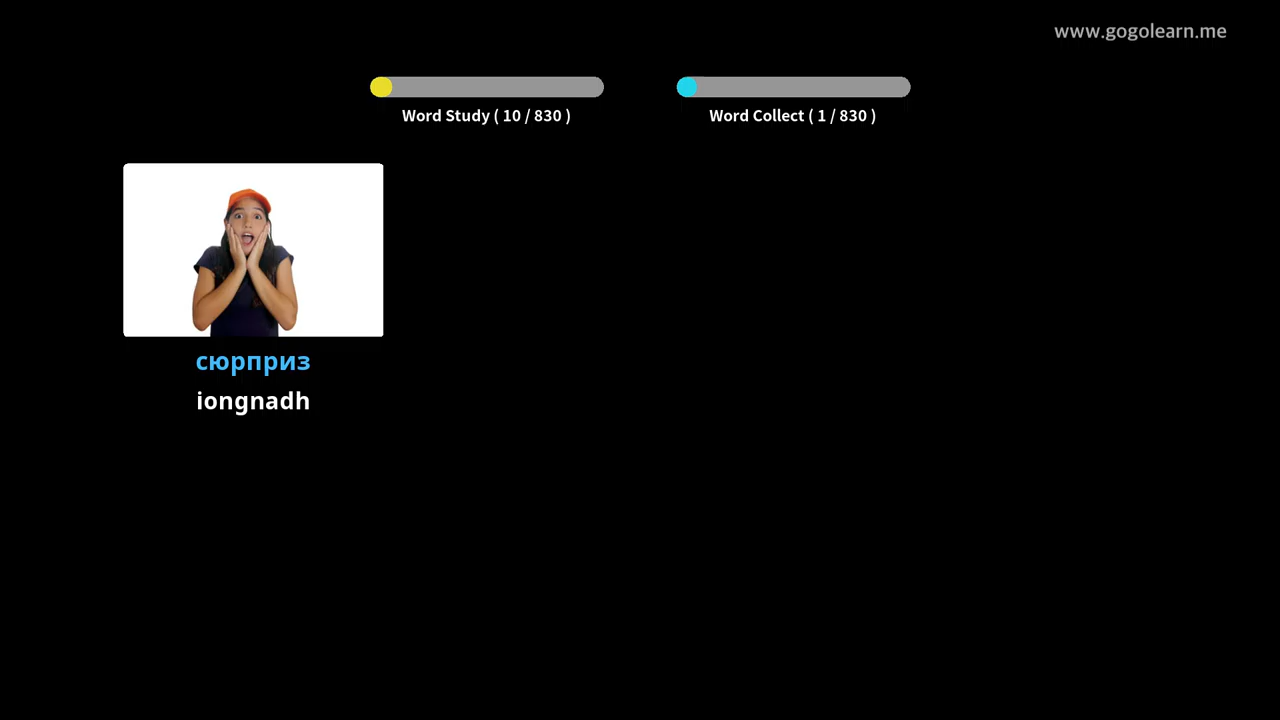 www.gogolearn.me
Word Study ( 10 / 830 )
Word Collect ( 1 / 830 )
сюрприз
iongnadh